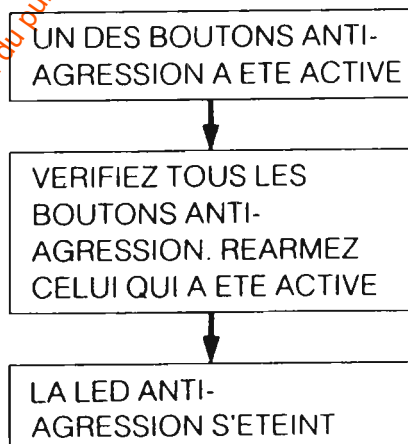 du
UN DES BOUTONS ANTI-
AGRESSION A ETE ACTIVE
VERIFIEZ TOUS LES
BOUTONS ANTI-
AGRESSION. REARMEZ
CELUI QUI A ETE ACTIVE
LA LED ANTI-
AGRESSION S'ETEINT